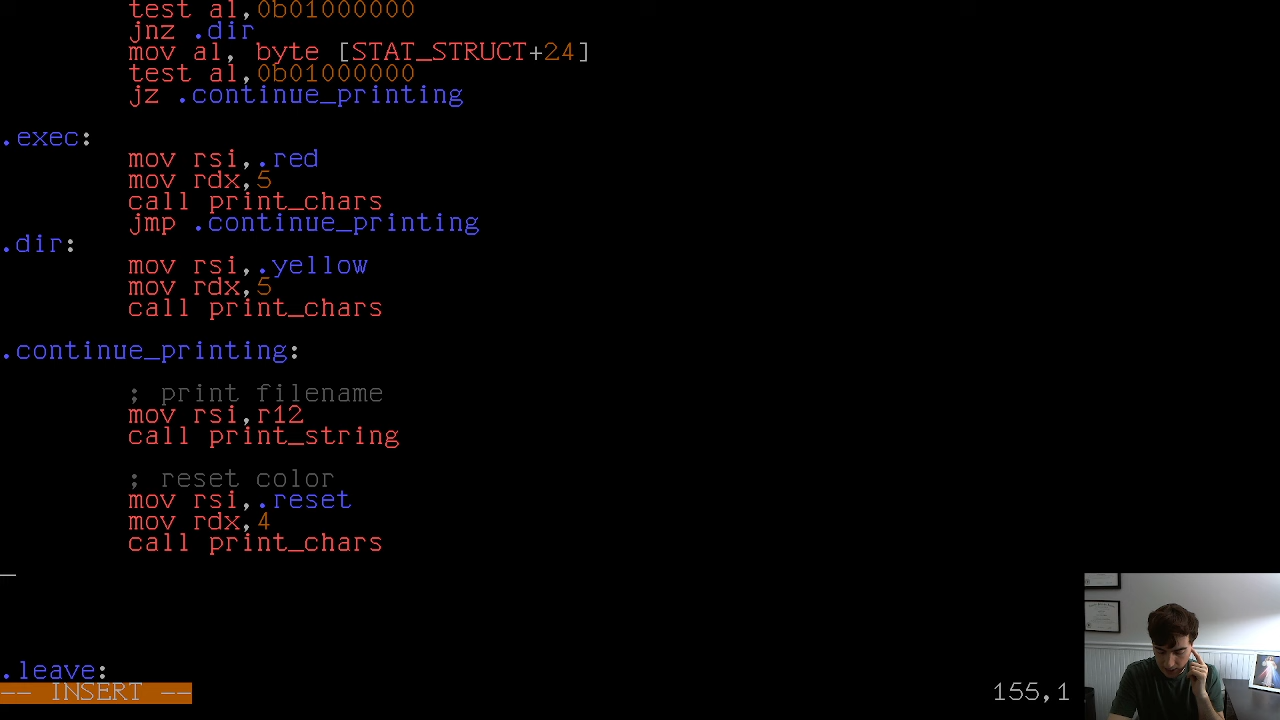 test al,0b01000000
jnz .dir
mov al, byte [STAT_STRUCT+24]
test al,0b01000000
jz .continue_printing
.exec:
mov rsi,.red
mov rdx,5
call print_chars
jmp .continue_printing
.dir:
mov rsi,.yellow
mov rdx,5
call print_chars
.continue_printing:
; print filename
mov rsi,r12
call print_string
; reset color
mov rsi,.reset
mov rdx,4
call print_chars
.leave:
-- INSERT --
155,1